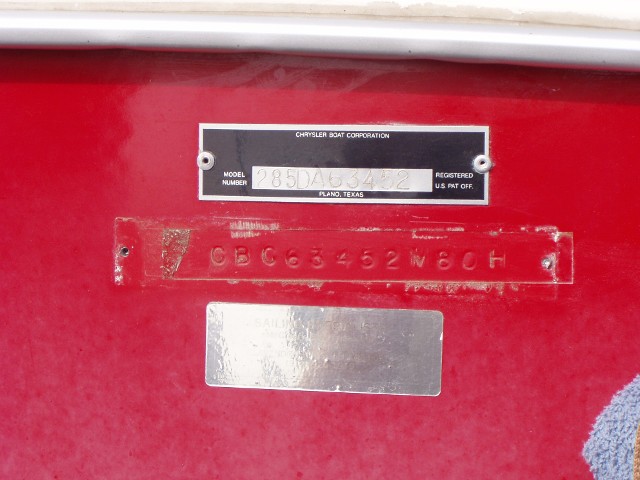 CHRYSLER BOAT CORPORATION
MODEL NUMBER 285DA63452 REGISTERED U.S. PAT OFF.
PLANO, TEXAS
CBC63452M80H